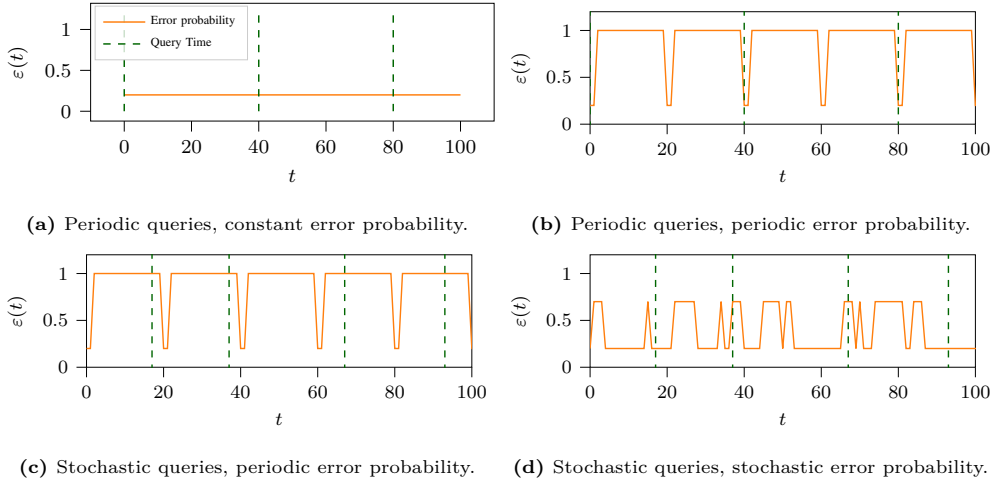 Error probability
Query Time
ε(t)
1
0.5
0
0 20 40 60 80 100
t
(a) Periodic queries, constant error probability.
ε(t)
1
0.5
0
0 20 40 60 80 100
t
(b) Periodic queries, periodic error probability.
ε(t)
1
0.5
0
0 20 40 60 80 100
t
(c) Stochastic queries, periodic error probability.
ε(t)
1
0.5
0
0 20 40 60 80 100
t
(d) Stochastic queries, stochastic error probability.